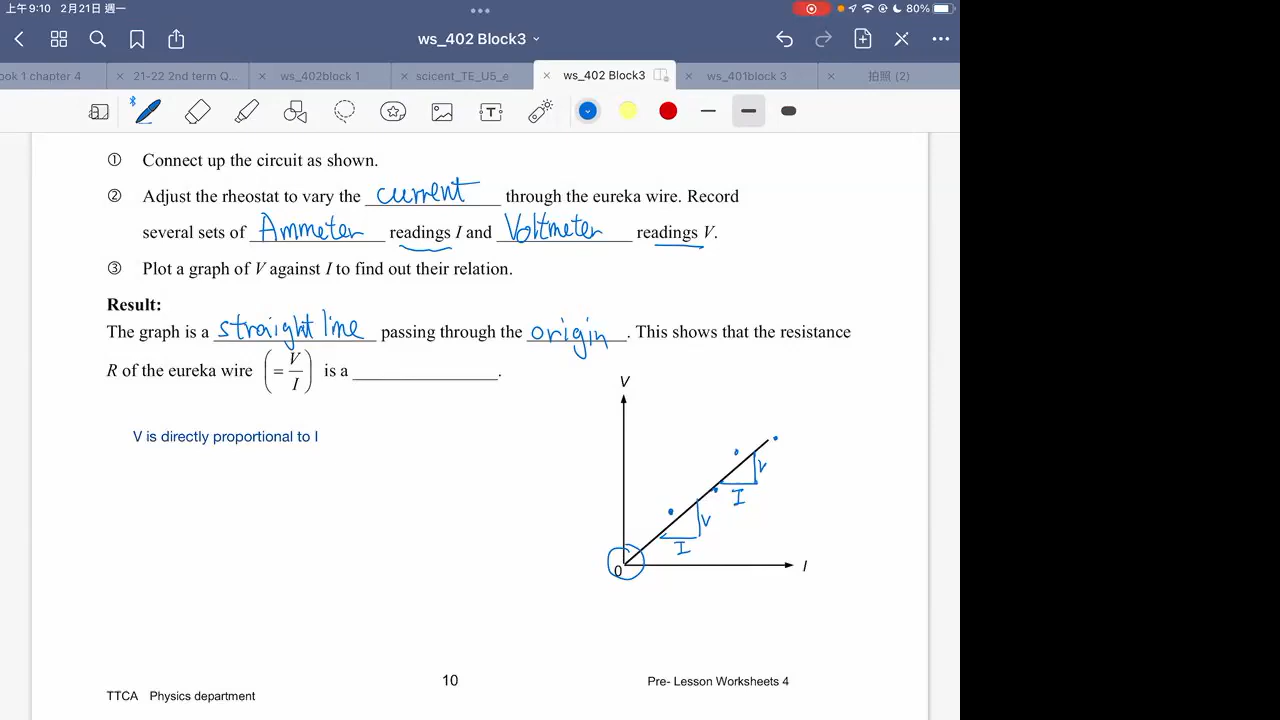 上午9:10 2月21日 週一
80%
ws_402 Block3
ook 1 chapter 4
21-22 2nd term Q...
ws_402block 1
scicent_TE_U5_e
ws_402 Block3
ws_401block 3
拍照 (2)
① Connect up the circuit as shown.
② Adjust the rheostat to vary the current through the eureka wire. Record
several sets of Ammeter readings I and Voltmeter readings V.
③ Plot a graph of V against I to find out their relation.
Result:
The graph is a straight line passing through the origin. This shows that the resistance
R of the eureka wire (= V/I) is a ________________.
V
V is directly proportional to I
V
I
V
I
0
I
10
Pre- Lesson Worksheets 4
TTCA Physics department